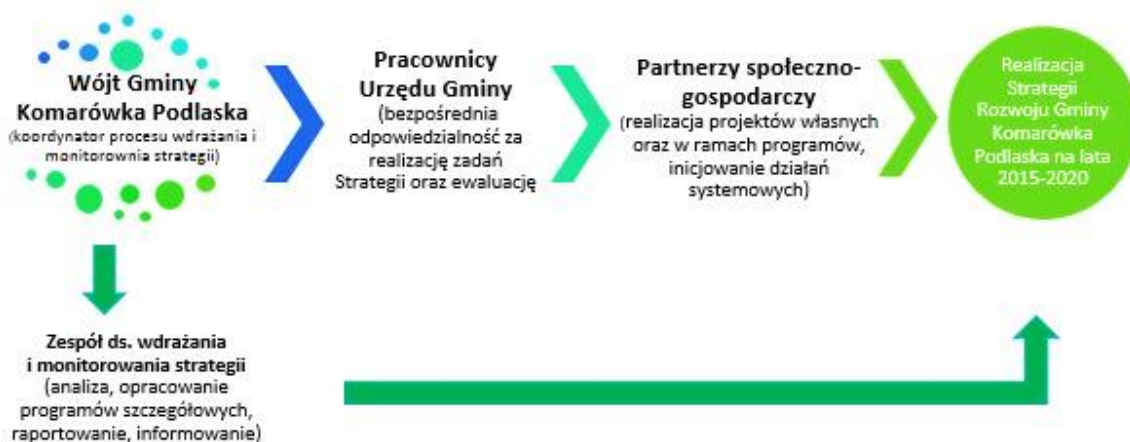 Wójt Gminy
Komarówka Podlaska
(koordynator procesu wdrażania i
monitorownia strategii)
Pracownicy
Urzędu Gminy
(bezpośrednia
odpowiedzialność za
realizację zadań
Strategii oraz ewaluację
Partnerzy społeczno-
gospodarczy
(realizacja projektów własnych
oraz w ramach programów,
inicjowanie działań
systemowych)
Realizacja
Strategii
Rozwoju Gminy
Komarówka
Podlaska na lata
2015-2020
Zespół ds. wdrażania
i monitorowania strategii
(analiza, opracowanie
programów szczegółowych,
raportowanie, informowanie)